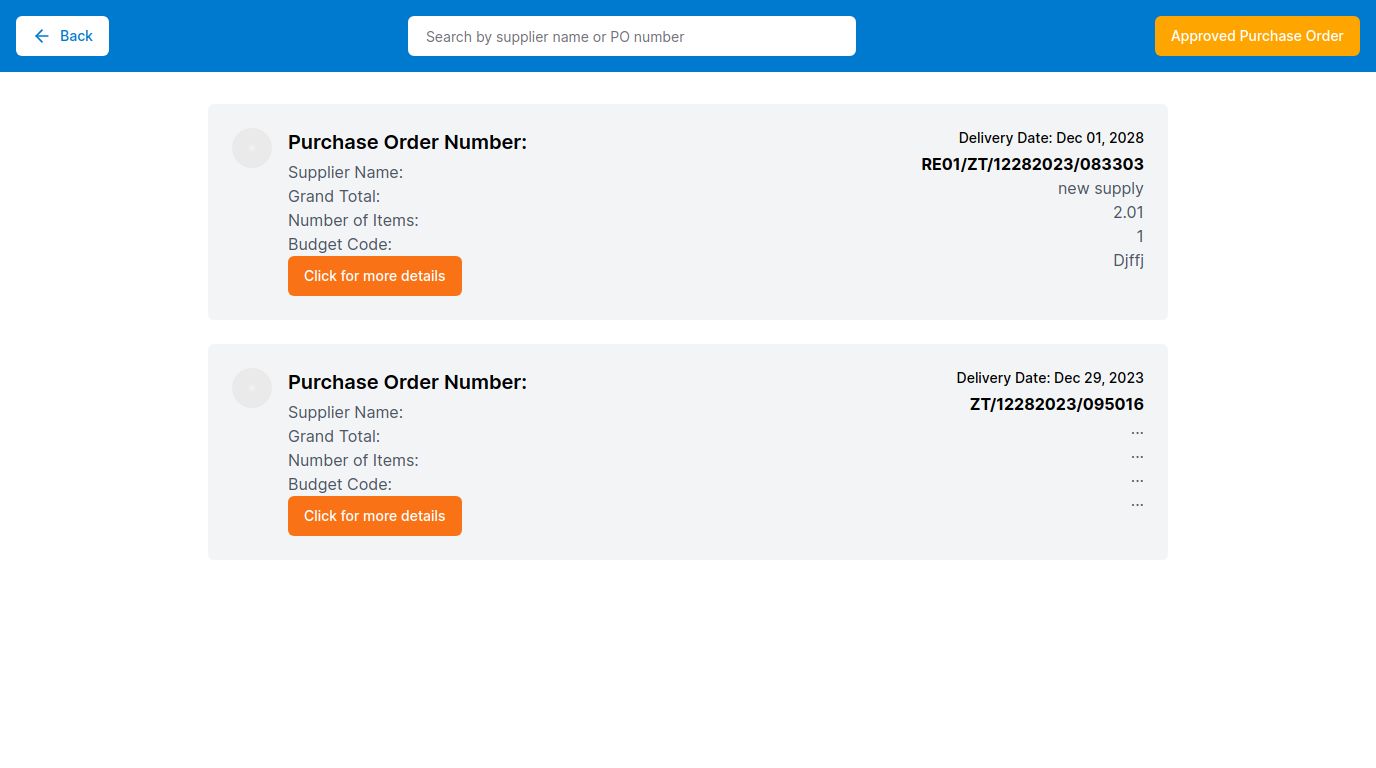 Back
Search by supplier name or PO number
Approved Purchase Order
Purchase Order Number:
Supplier Name:
Grand Total:
Number of Items:
Budget Code:
Click for more details
Delivery Date: Dec 01, 2028
RE01/ZT/12282023/083303
new supply
2.01
1
Djffj
Purchase Order Number:
Supplier Name:
Grand Total:
Number of Items:
Budget Code:
Click for more details
Delivery Date: Dec 29, 2023
ZT/12282023/095016
...
...
...
...